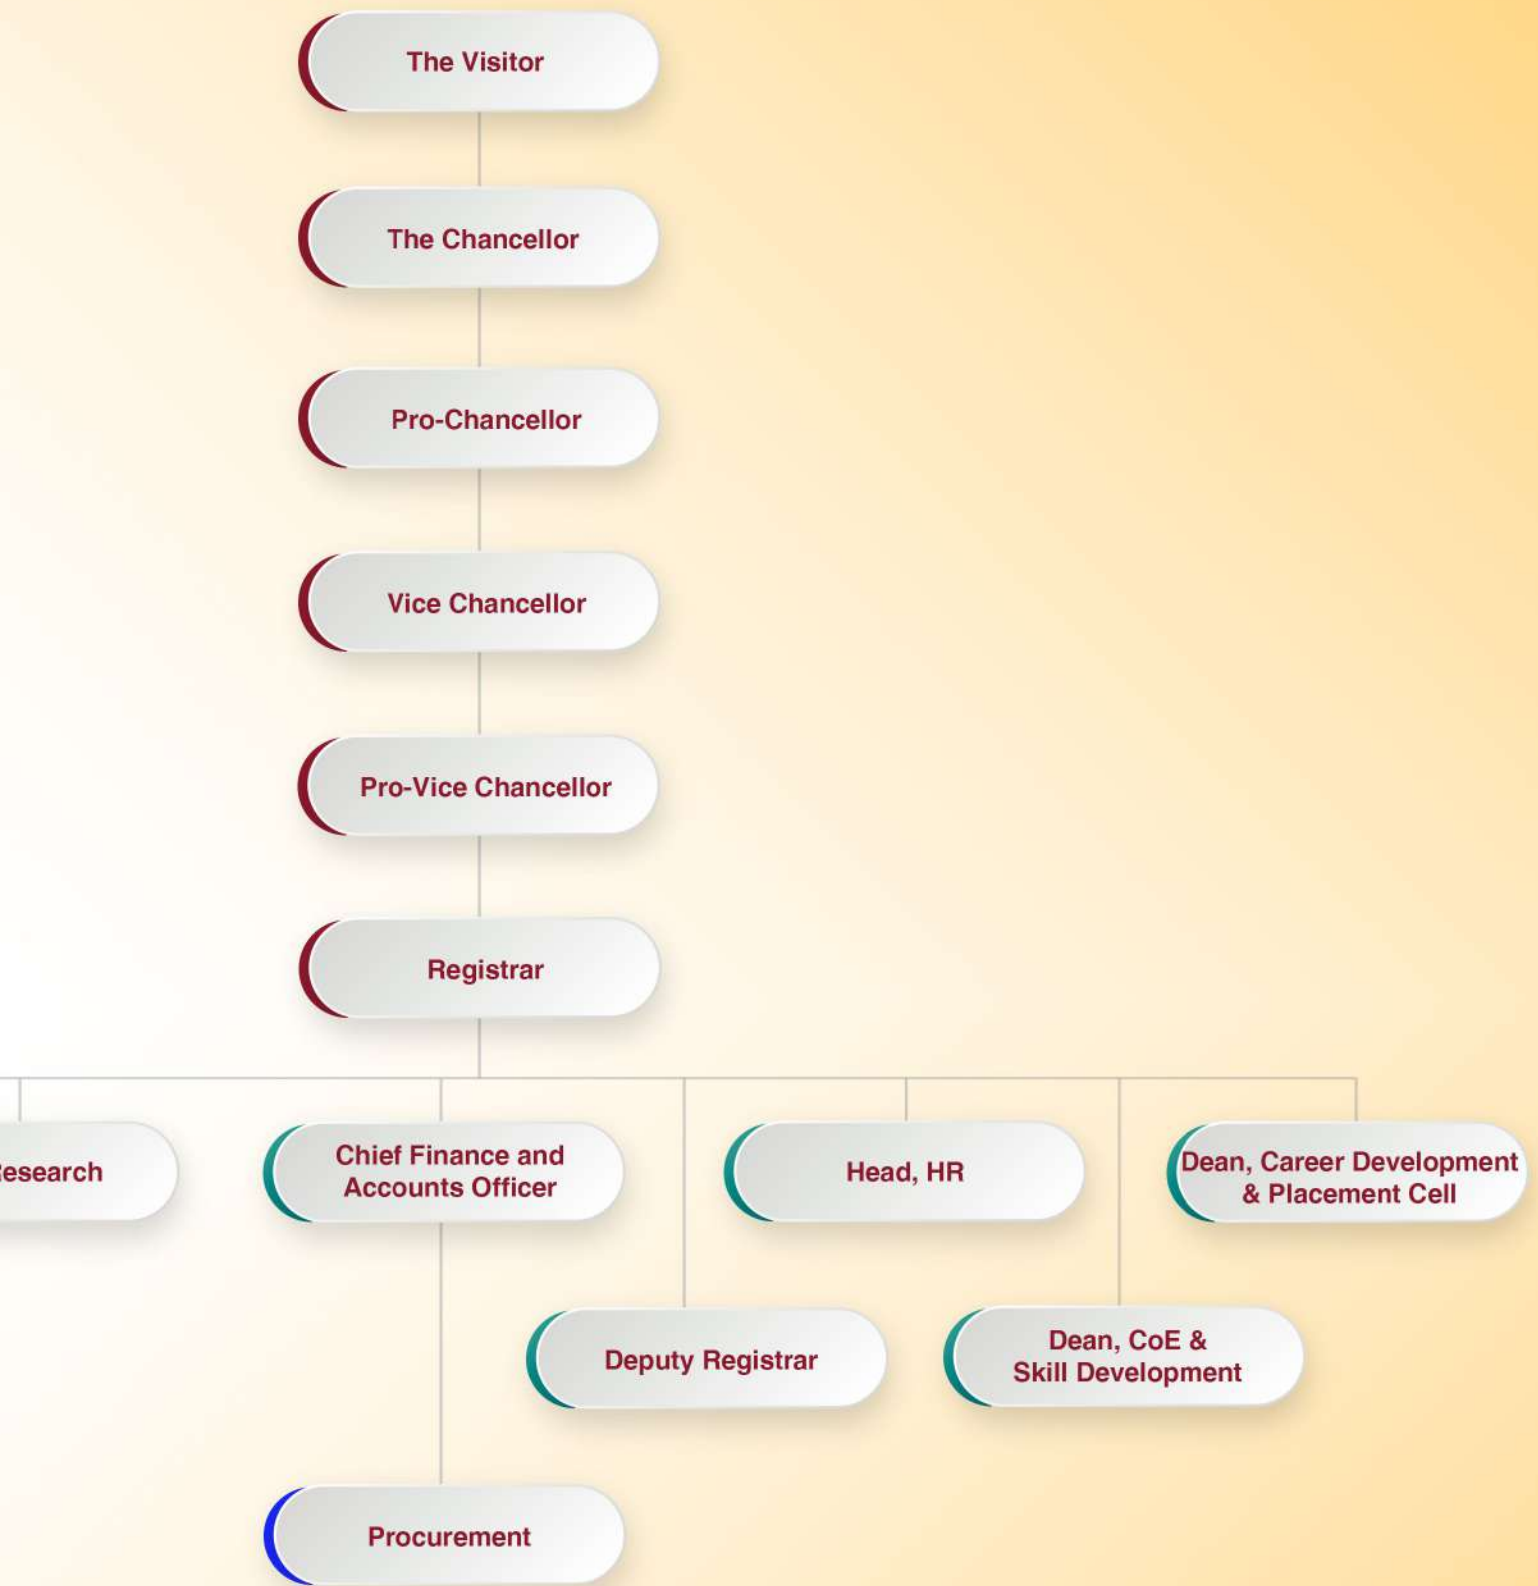 The Visitor
The Chancellor
Pro-Chancellor
Vice Chancellor
Pro-Vice Chancellor
Registrar
Chief Finance and
Accounts Officer
Head, HR
Dean, Career Development
& Placement Cell
Deputy Registrar
Dean, CoE &
Skill Development
Procurement